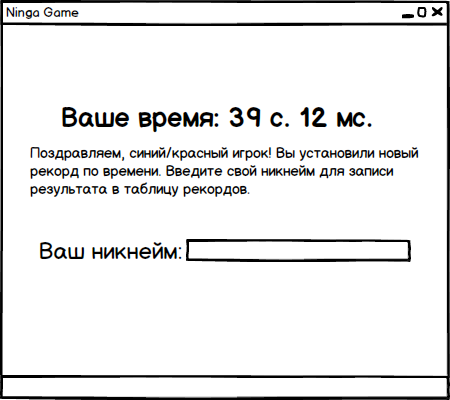 Ninga Game
Ваше время: 39 с. 12 мс.
Поздравляем, синий/красный игрок! Вы установили новый
рекорд по времени. Введите свой никнейм для записи
результата в таблицу рекордов.
Ваш никнейм: